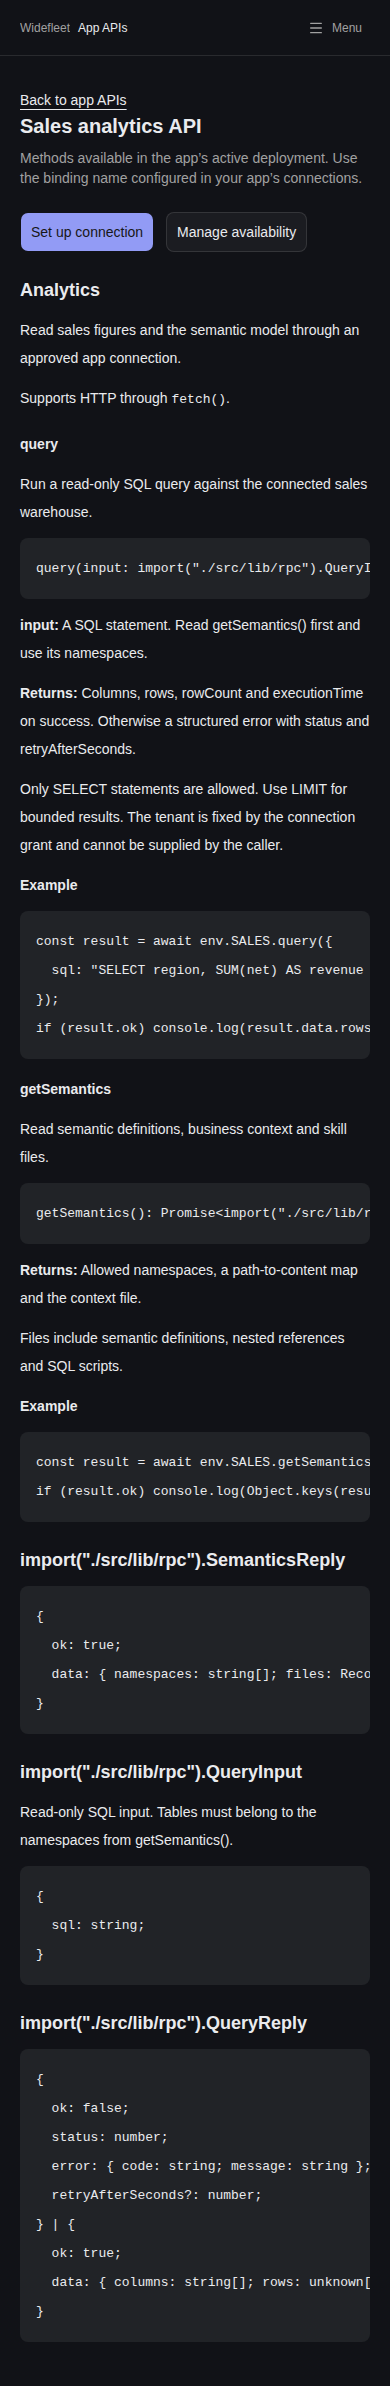 Widefleet App APIs
Menu
Back to app APIs
Sales analytics API
Methods available in the app's active deployment. Use
the binding name configured in your app's connections.
Set up connection
Manage availability
Analytics
Read sales figures and the semantic model through an
approved app connection.
Supports HTTP through fetch().
query
Run a read-only SQL query against the connected sales
warehouse.
query(input: import("./src/lib/rpc").QueryI
input: A SQL statement. Read getSemantics() first and
use its namespaces.
Returns: Columns, rows, rowCount and executionTime
on success. Otherwise a structured error with status and
retryAfterSeconds.
Only SELECT statements are allowed. Use LIMIT for
bounded results. The tenant is fixed by the connection
grant and cannot be supplied by the caller.
Example
const result = await env.SALES.query({
  sql: "SELECT region, SUM(net) AS revenue
});
if (result.ok) console.log(result.data.rows
getSemantics
Read semantic definitions, business context and skill
files.
getSemantics(): Promise<import("./src/lib/r
Returns: Allowed namespaces, a path-to-content map
and the context file.
Files include semantic definitions, nested references
and SQL scripts.
Example
const result = await env.SALES.getSemantics
if (result.ok) console.log(Object.keys(resu
import("./src/lib/rpc").SemanticsReply
{
  ok: true;
  data: { namespaces: string[]; files: Reco
}
import("./src/lib/rpc").QueryInput
Read-only SQL input. Tables must belong to the
namespaces from getSemantics().
{
  sql: string;
}
import("./src/lib/rpc").QueryReply
{
  ok: false;
  status: number;
  error: { code: string; message: string };
  retryAfterSeconds?: number;
} | {
  ok: true;
  data: { columns: string[]; rows: unknown[
}